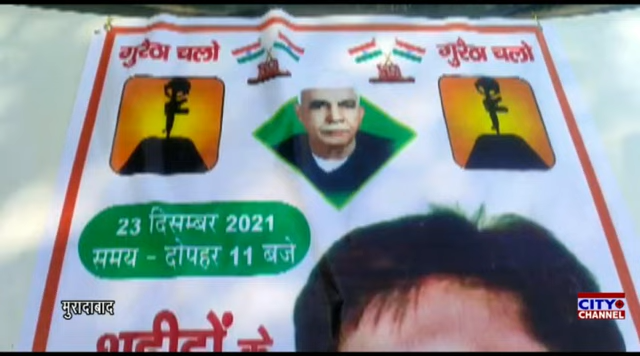 गुरैठा चलो
गुरैठा चलो
23 दिसम्बर 2021
समय - दोपहर 11 बजे
शहीदों के
मुरादाबाद
CITY
CHANNEL